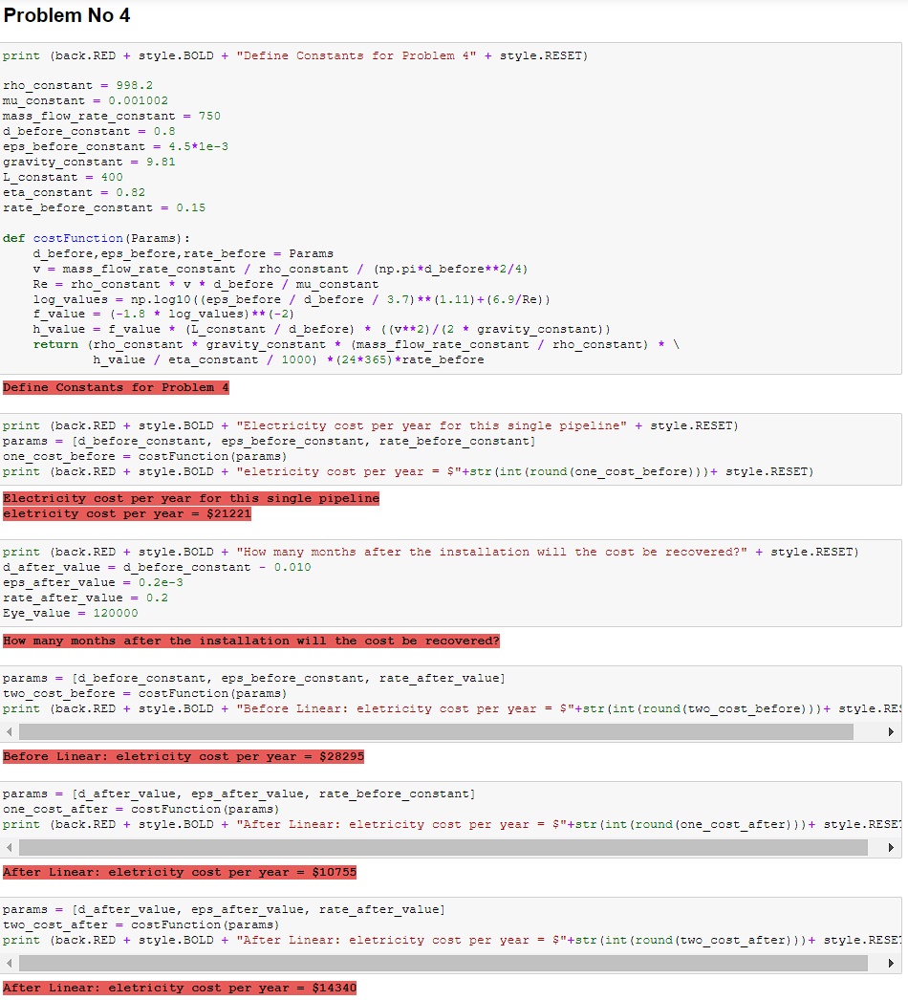 Problem No 4
print (back.RED + style.BOLD + "Define Constants for Problem 4" + style.RESET)
rho_constant = 998.2
mu_constant = 0.001002
mass_flow_rate_constant = 750
d_before_constant = 0.8
eps_before_constant = 4.5*1e-3
gravity_constant = 9.81
L_constant = 400
eta_constant = 0.82
rate_before_constant = 0.15
def costFunction(Params):
    d_before,eps_before,rate_before = Params
    v = mass_flow_rate_constant / rho_constant / (np.pi*d_before**2/4)
    Re = rho_constant * v * d_before / mu_constant
    log_values = np.log10((eps_before / d_before / 3.7)**(1.11)+(6.9/Re))
    f_value = (-1.8 * log_values)**(-2)
    h_value = f_value * (L_constant / d_before) * ((v**2)/(2 * gravity_constant))
    return (rho_constant * gravity_constant * (mass_flow_rate_constant / rho_constant) * \
            h_value / eta_constant / 1000) *(24*365)*rate_before
Define Constants for Problem 4
print (back.RED + style.BOLD + "Electricity cost per year for this single pipeline" + style.RESET)
params = [d_before_constant, eps_before_constant, rate_before_constant]
one_cost_before = costFunction(params)
print (back.RED + style.BOLD + "eletricity cost per year = $"+str(int(round(one_cost_before)))+ style.RESET)
Electricity cost per year for this single pipeline
eletricity cost per year = $21221
print (back.RED + style.BOLD + "How many months after the installation will the cost be recovered?" + style.RESET)
d_after_value = d_before_constant - 0.010
eps_after_value = 0.2e-3
rate_after_value = 0.2
Eye_value = 120000
How many months after the installation will the cost be recovered?
params = [d_before_constant, eps_before_constant, rate_after_value]
two_cost_before = costFunction(params)
print (back.RED + style.BOLD + "Before Linear: eletricity cost per year = $"+str(int(round(two_cost_before)))+ style.RES
Before Linear: eletricity cost per year = $28295
params = [d_after_value, eps_after_value, rate_before_constant]
one_cost_after = costFunction(params)
print (back.RED + style.BOLD + "After Linear: eletricity cost per year = $"+str(int(round(one_cost_after)))+ style.RESET
After Linear: eletricity cost per year = $10755
params = [d_after_value, eps_after_value, rate_after_value]
two_cost_after = costFunction(params)
print (back.RED + style.BOLD + "After Linear: eletricity cost per year = $"+str(int(round(two_cost_after)))+ style.RESET
After Linear: eletricity cost per year = $14340